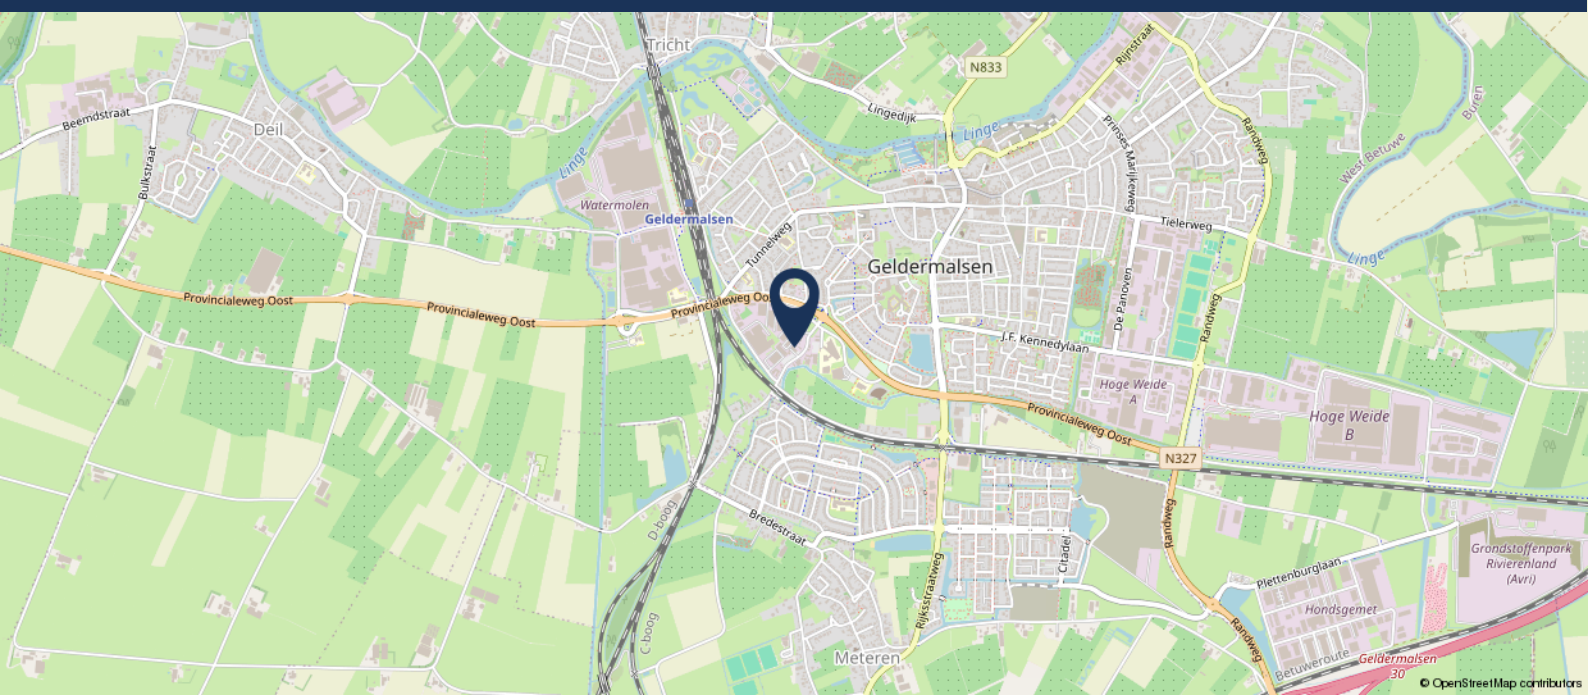 Tricht
N833
Rijnstraat
Beemdstraat
Lingedijk
Linge
Prinses Marijkeweg
Randweg
Buren
West Betuwe
Deil
Bulkstraat
Linge
Watermolen
Geldermalsen
Tielerweg
Tunnelweg
Geldermalsen
Linge
De Panoven
Randweg
Provincialeweg Oost
Provincialeweg Oost
Provincialeweg Oos
J.F. Kennedylaan
Hoge Weide
A
Provincialeweg Oost
Hoge Weide
B
N327
D-boog
Bredestraat
Randweg
Citadel
Grondstoffenpark
Rivierenland
(Avri)
Plettenburglaan
Rijksstraatweg
Hondsgemet
C-boog
Randweg
Meteren
Betuweroute
Geldermalsen
30
© OpenStreetMap contributors